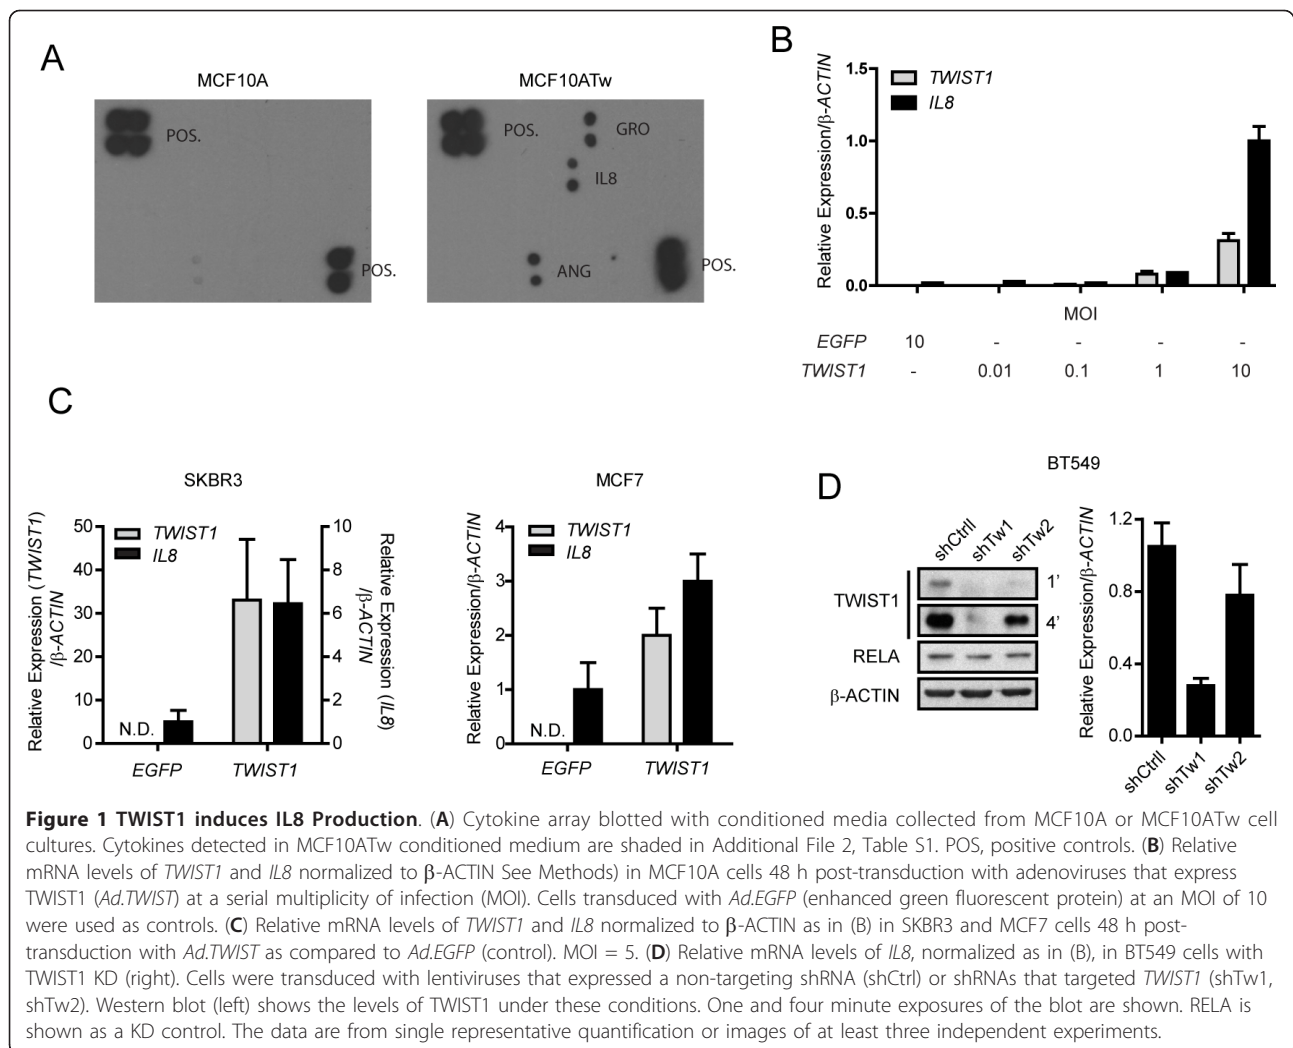 A
MCF10A
MCF10ATw
POS.
POS.
POS.
GRO
IL8
ANG
POS.
B
Relative Expression/β-ACTIN
1.5
1.0
0.5
0.0
TWIST1
IL8
MOI
EGFP 10 - - - -
TWIST1 - 0.01 0.1 1 10
C
SKBR3
Relative Expression (TWIST1)
/β-ACTIN
50
40
30
20
10
0
TWIST1
IL8
N.D.
EGFP TWIST1
10
8
6
4
2
0
Relative Expression (IL8)
/β-ACTIN
MCF7
Relative Expression/β-ACTIN
4
3
2
1
0
TWIST1
IL8
N.D.
EGFP TWIST1
D
BT549
shCtrll shTw1 shTw2
TWIST1
1’
4’
RELA
β-ACTIN
Relative Expression/β-ACTIN
1.2
0.8
0.4
0.0
shCtrll shTw1 shTw2
Figure 1 TWIST1 induces IL8 Production. (A) Cytokine array blotted with conditioned media collected from MCF10A or MCF10ATw cell
cultures. Cytokines detected in MCF10ATw conditioned medium are shaded in Additional File 2, Table S1. POS, positive controls. (B) Relative
mRNA levels of TWIST1 and IL8 normalized to β-ACTIN See Methods) in MCF10A cells 48 h post-transduction with adenoviruses that express
TWIST1 (Ad.TWIST) at a serial multiplicity of infection (MOI). Cells transduced with Ad.EGFP (enhanced green fluorescent protein) at an MOI of 10
were used as controls. (C) Relative mRNA levels of TWIST1 and IL8 normalized to β-ACTIN as in (B) in SKBR3 and MCF7 cells 48 h post-
transduction with Ad.TWIST as compared to Ad.EGFP (control). MOI = 5. (D) Relative mRNA levels of IL8, normalized as in (B), in BT549 cells with
TWIST1 KD (right). Cells were transduced with lentiviruses that expressed a non-targeting shRNA (shCtrl) or shRNAs that targeted TWIST1 (shTw1,
shTw2). Western blot (left) shows the levels of TWIST1 under these conditions. One and four minute exposures of the blot are shown. RELA is
shown as a KD control. The data are from single representative quantification or images of at least three independent experiments.